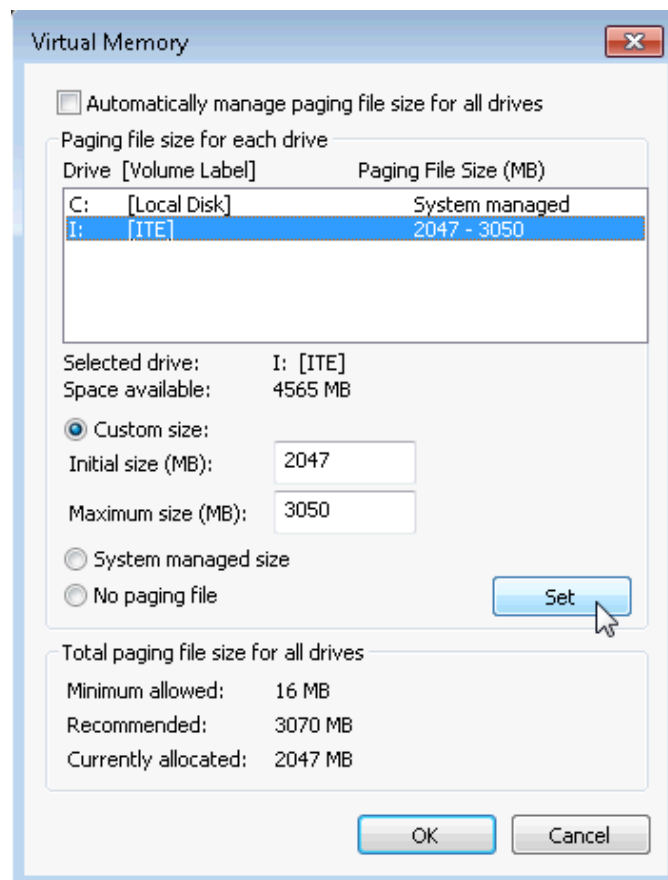 Virtual Memory
Automatically manage paging file size for all drives
Paging file size for each drive
Drive [Volume Label] Paging File Size (MB)
C: [Local Disk] System managed
I: [ITE] 2047 - 3050
Selected drive: I: [ITE]
Space available: 4565 MB
Custom size:
Initial size (MB): 2047
Maximum size (MB): 3050
System managed size
No paging file Set
Total paging file size for all drives
Minimum allowed: 16 MB
Recommended: 3070 MB
Currently allocated: 2047 MB
OK Cancel